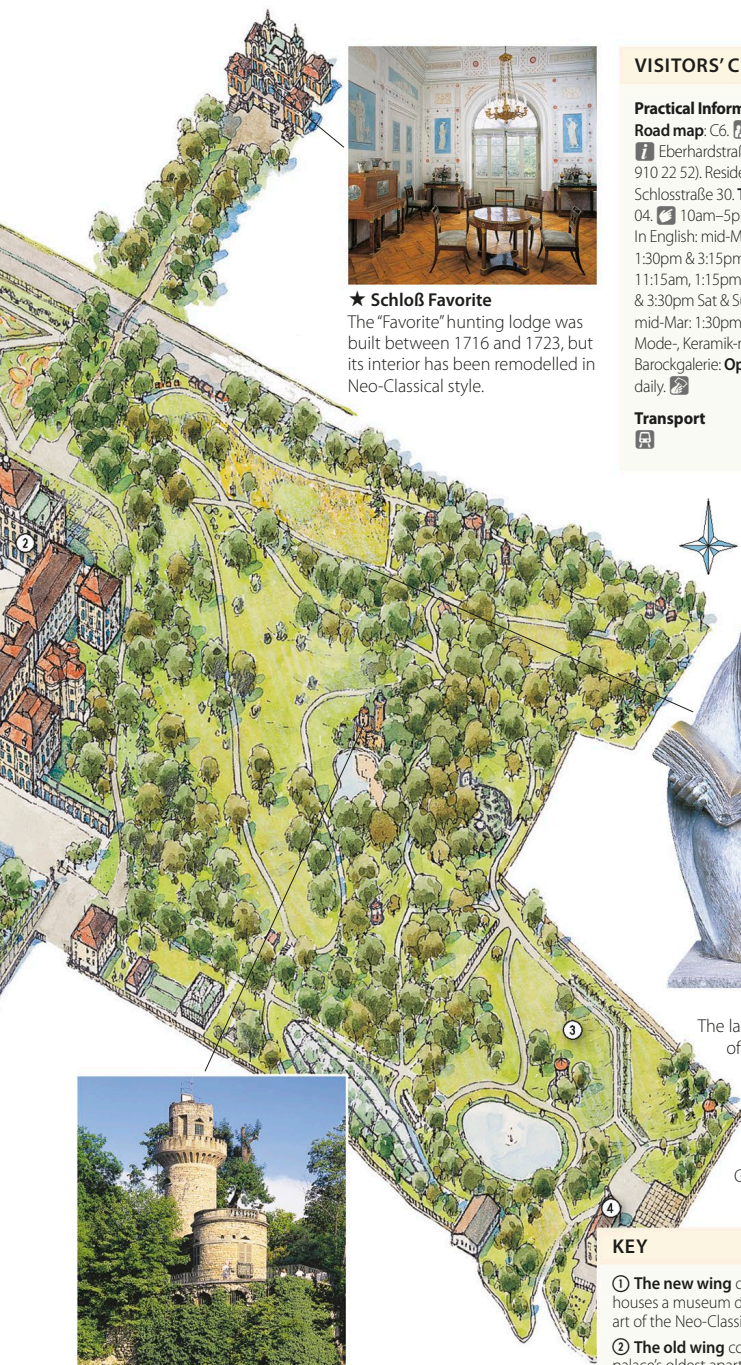 ★ Schloß Favorite
The “Favorite” hunting lodge was
built between 1716 and 1723, but
its interior has been remodelled in
Neo-Classical style.
VISITORS’ C
Practical Inform
Road map: C6.
Eberhardstraß
910 22 52). Reside
Schlosstraße 30. T
04. 10am–5p
In English: mid-M
1:30pm & 3:15pm
11:15am, 1:15pm
& 3:30pm Sat & Su
mid-Mar: 1:30pm
Mode-, Keramik-m
Barockgalerie: Op
daily.
Transport
2
3
4
The la
of
G
KEY
① The new wing
houses a museum o
art of the Neo-Classi
② The old wing co
palace’s oldest apart